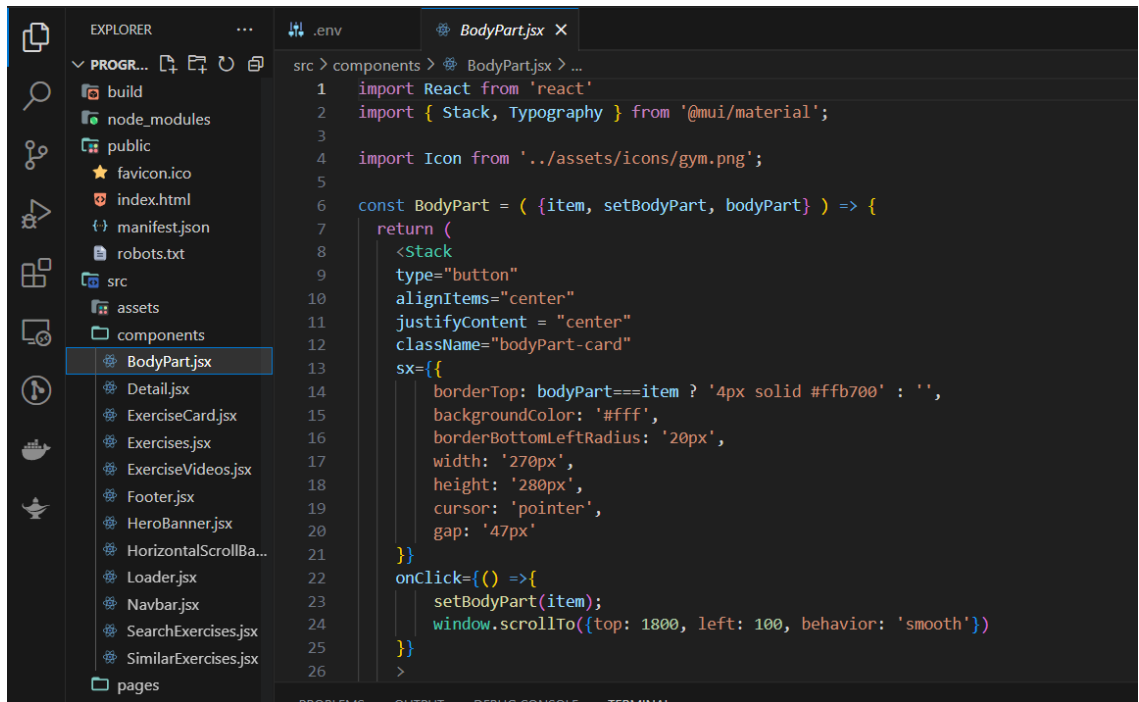 EXPLORER ...
PROGR...
build
node_modules
public
favicon.ico
index.html
manifest.json
robots.txt
src
assets
components
BodyPart.jsx
Detail.jsx
ExerciseCard.jsx
Exercises.jsx
ExerciseVideos.jsx
Footer.jsx
HeroBanner.jsx
HorizontalScrollBa...
Loader.jsx
Navbar.jsx
SearchExercises.jsx
SimilarExercises.jsx
pages
.env
BodyPart.jsx
src > components > BodyPart.jsx > ...
1 import React from 'react'
2 import { Stack, Typography } from '@mui/material';
3
4 import Icon from '../assets/icons/gym.png';
5
6 const BodyPart = ( {item, setBodyPart, bodyPart} ) => {
7 return (
8 <Stack
9 type="button"
10 alignItems="center"
11 justifyContent = "center"
12 className="bodyPart-card"
13 sx={{
14 borderTop: bodyPart===item ? '4px solid #ffb700' : '',
15 backgroundColor: '#fff',
16 borderBottomLeftRadius: '20px',
17 width: '270px',
18 height: '280px',
19 cursor: 'pointer',
20 gap: '47px'
21 }}
22 onClick={() =>{
23 setBodyPart(item);
24 window.scrollTo({top: 1800, left: 100, behavior: 'smooth'})
25 }}
26 >
PROBLEMS OUTPUT DEBUG CONSOLE TERMINAL